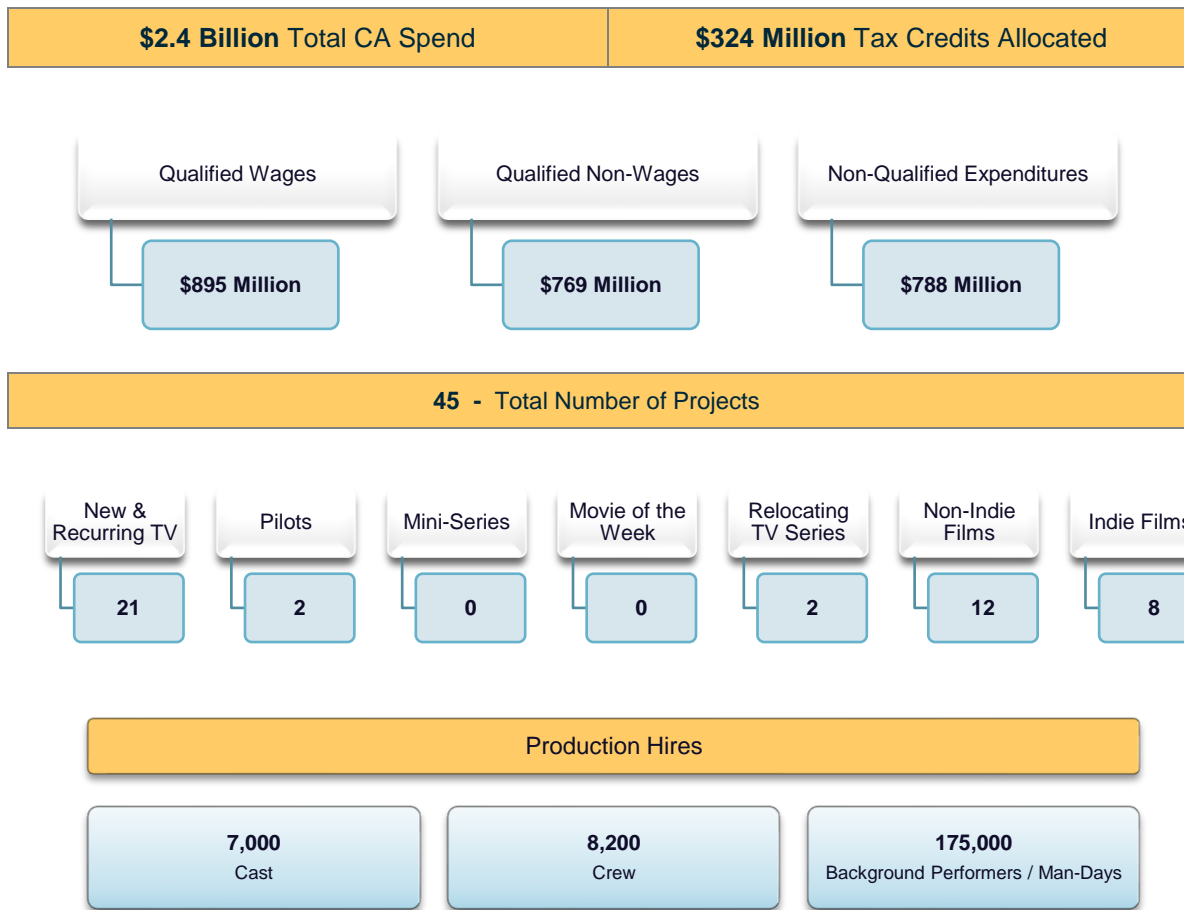 $2.4 Billion Total CA Spend
$324 Million Tax Credits Allocated
Qualified Wages
Qualified Non-Wages
Non-Qualified Expenditures
$895 Million
$769 Million
$788 Million
45 - Total Number of Projects
New &
Recurring TV
Pilots
Mini-Series
Movie of the
Week
Relocating
TV Series
Non-Indie
Films
Indie Films
21
2
0
0
2
12
8
Production Hires
7,000
Cast
8,200
Crew
175,000
Background Performers / Man-Days